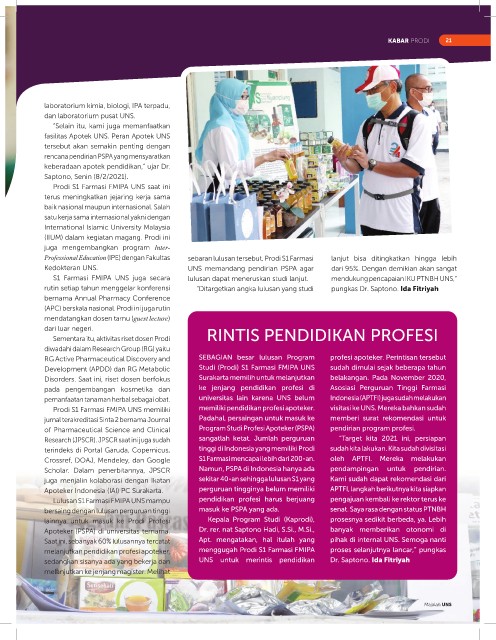 KABAR PRODI 21
laboratorium kimia, biologi, IPA terpadu,
dan laboratorium pusat UNS.
"Selain itu, kami juga memanfaatkan
fasilitas Apotek UNS. Peran Apotek UNS
tersebut akan semakin penting dengan
rencana pendirian PSPA yang mensyaratkan
keberadaan apotek pendidikan," ujar Dr.
Saptono, Senin (8/2/2021).
Prodi S1 Farmasi FMIPA UNS saat ini
terus meningkatkan jejaring kerja sama
baik nasional maupun internasional. Salah
satu kerja sama internasional yakni dengan
International Islamic University Malaysia
(IIUM) dalam kegiatan magang. Prodi ini
juga mengembangkan program Inter-
Professional Education (IPE) dengan Fakultas
Kedokteran UNS.
S1 Farmasi FMIPA UNS juga secara
rutin setiap tahun menggelar konferensi
bernama Annual Pharmacy Conference
(APC) berskala nasional. Prodi ini juga rutin
mendatangkan dosen tamu (guest lecture)
dari luar negeri.
Sementara itu, aktivitas riset dosen Prodi
diwadahi dalam Research Group (RG) yaitu
RG Active Pharmaceutical Discovery and
Development (APDD) dan RG Metabolic
Disorders. Saat ini, riset dosen berfokus
pada pengembangan kosmetika dan
pemanfaatan tanaman herbal sebagai obat.
Prodi S1 Farmasi FMIPA UNS memiliki
jurnal terakreditasi Sinta 2 bernama Journal
of Pharmaceutical Science and Clinical
Research (JPSCR). JPSCR saat ini juga sudah
terindeks di Portal Garuda, Copernicus,
Crossref, DOAJ, Mendeley, dan Google
Scholar. Dalam penerbitannya, JPSCR
juga menjalin kolaborasi dengan Ikatan
Apoteker Indonesia (IAI) PC Surakarta.
Lulusan S1 Farmasi FMIPA UNS mampu
bersaing dengan lulusan perguruan tinggi
lainnya untuk masuk ke Prodi Profesi
Apoteker (PSPA) di universitas ternama.
Saat ini, sebanyak 60% lulusannya tercatat
melanjutkan pendidikan profesi apoteker,
sedangkan sisanya ada yang bekerja dan
melanjutkan ke jenjang magister. Melihat
sebaran lulusan tersebut, Prodi S1 Farmasi
UNS memandang pendirian PSPA agar
lulusan dapat meneruskan studi lanjut.
"Ditargetkan angka lulusan yang studi
lanjut bisa ditingkatkan hingga lebih
dari 95%. Dengan demikian akan sangat
mendukung pencapaian IKU PTNBH UNS,"
pungkas Dr. Saptono. Ida Fitriyah
RINTIS PENDIDIKAN PROFESI
SEBAGIAN besar lulusan Program
Studi (Prodi) S1 Farmasi FMIPA UNS
Surakarta memilih untuk melanjutkan
ke jenjang pendidikan profesi di
universitas lain karena UNS belum
memiliki pendidikan profesi apoteker.
Padahal, persaingan untuk masuk ke
Program Studi Profesi Apoteker (PSPA)
sangatlah ketat. Jumlah perguruan
tinggi di Indonesia yang memiliki Prodi
S1 Farmasi mencapai lebih dari 200-an.
Namun, PSPA di Indonesia hanya ada
sekitar 40-an sehingga lulusan S1 yang
perguruan tingginya belum memiliki
pendidikan profesi harus berjuang
masuk ke PSPA yang ada.
Kepala Program Studi (Kaprodi),
Dr. rer. nat Saptono Hadi, S.Si., M.Si.,
Apt. mengatakan, hal itulah yang
menggugah Prodi S1 Farmasi FMIPA
UNS untuk merintis pendidikan
profesi apoteker. Perintisan tersebut
sudah dimulai sejak beberapa tahun
belakangan. Pada November 2020,
Asosiasi Perguruan Tinggi Farmasi
Indonesia (APTFI) juga sudah melakukan
visitasi ke UNS. Mereka bahkan sudah
memberi surat rekomendasi untuk
pendirian program profesi.
"Target kita 2021 ini, persiapan
sudah kita lakukan. Kita sudah divisitasi
oleh APTFI. Mereka melakukan
pendampingan untuk pendirian.
Kami sudah dapat rekomendasi dari
APTFI, langkah berikutnya kita siapkan
pengajuan kembali ke rektor terus ke
senat. Saya rasa dengan status PTNBH
prosesnya sedikit berbeda, ya. Lebih
banyak memberikan otonomi di
pihak di internal UNS. Semoga nanti
proses selanjutnya lancar," pungkas
Dr. Saptono. Ida Fitriyah
Majalah UNS